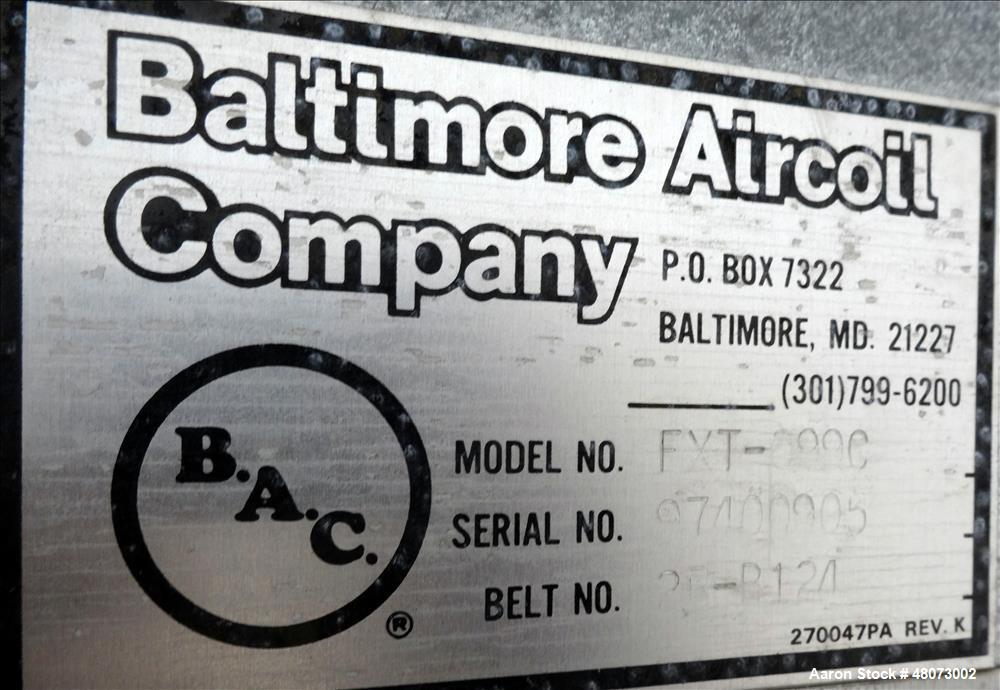 Baltimore Aircoil
Company
P.O. BOX 7322
BALTIMORE, MD. 21227
(301)799-6200
B.A.C.
®
MODEL NO.
SERIAL NO.
BELT NO.
270047PA REV. K
Aaron Stock # 48073002